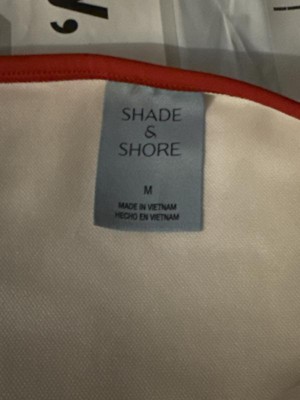 SHADE
&
SHORE
M
MADE IN VIETNAM
HECHO EN VIETNAM